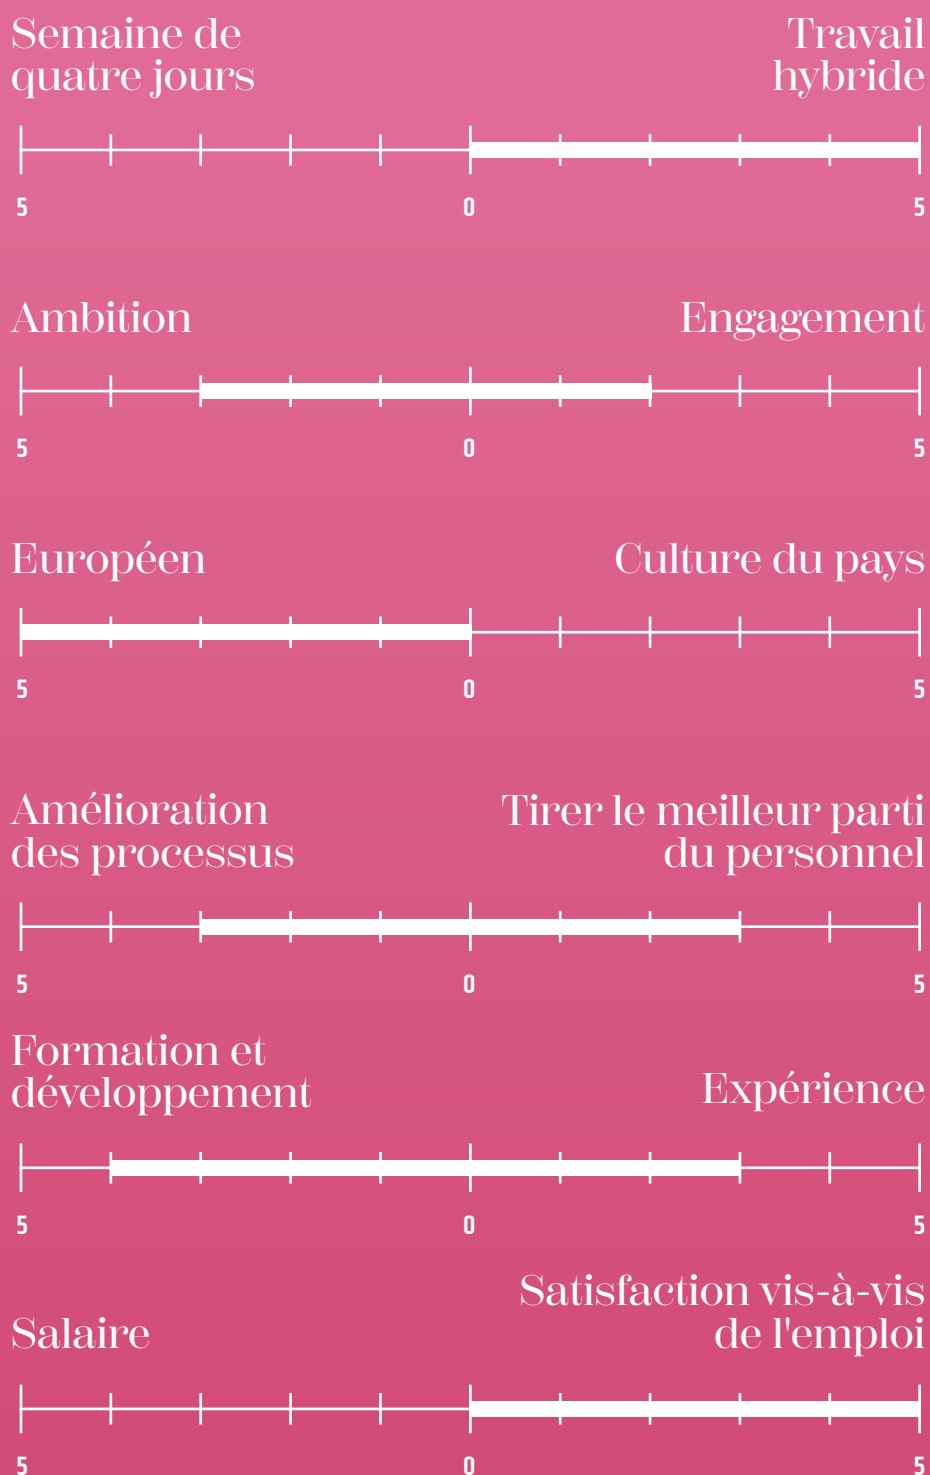 Semaine de
quatre jours
Travail
hybride
5 0 5
Ambition Engagement
5 0 5
Européen Culture du pays
5 0 5
Amélioration
des processus
Tirer le meilleur parti
du personnel
5 0 5
Formation et
développement
Expérience
5 0 5
Salaire
Satisfaction vis-à-vis
de l'emploi
5 0 5